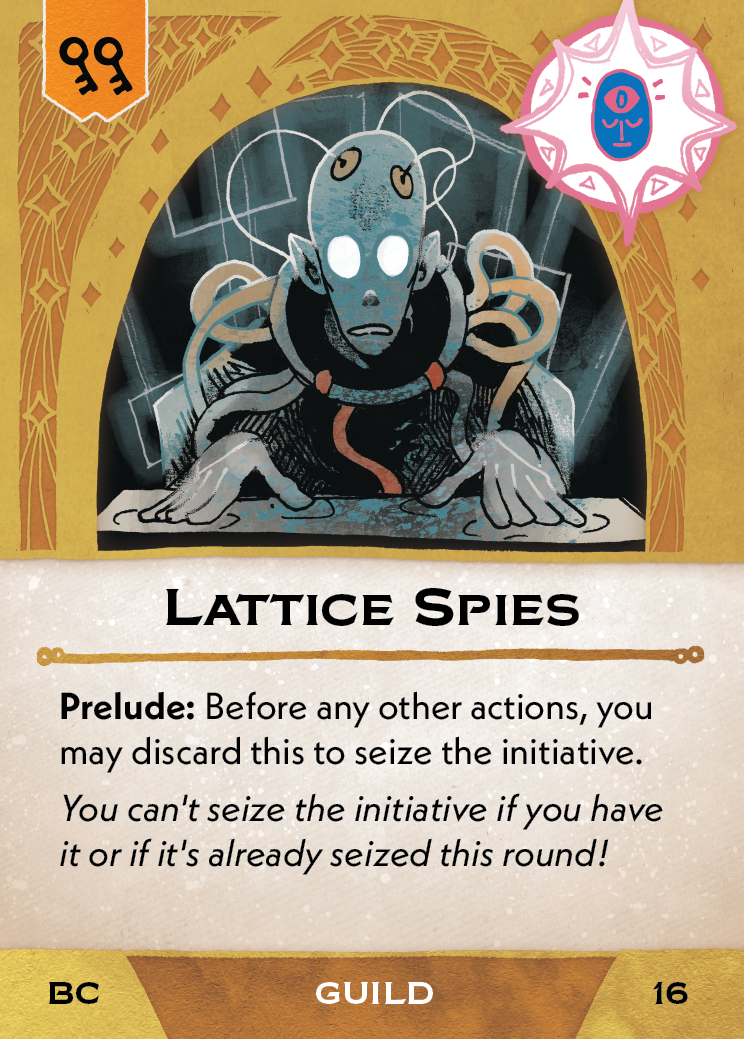 Lattice Spies
Prelude: Before any other actions, you
may discard this to seize the initiative.
You can't seize the initiative if you have
it or if it's already seized this round!
BC GUILD 16